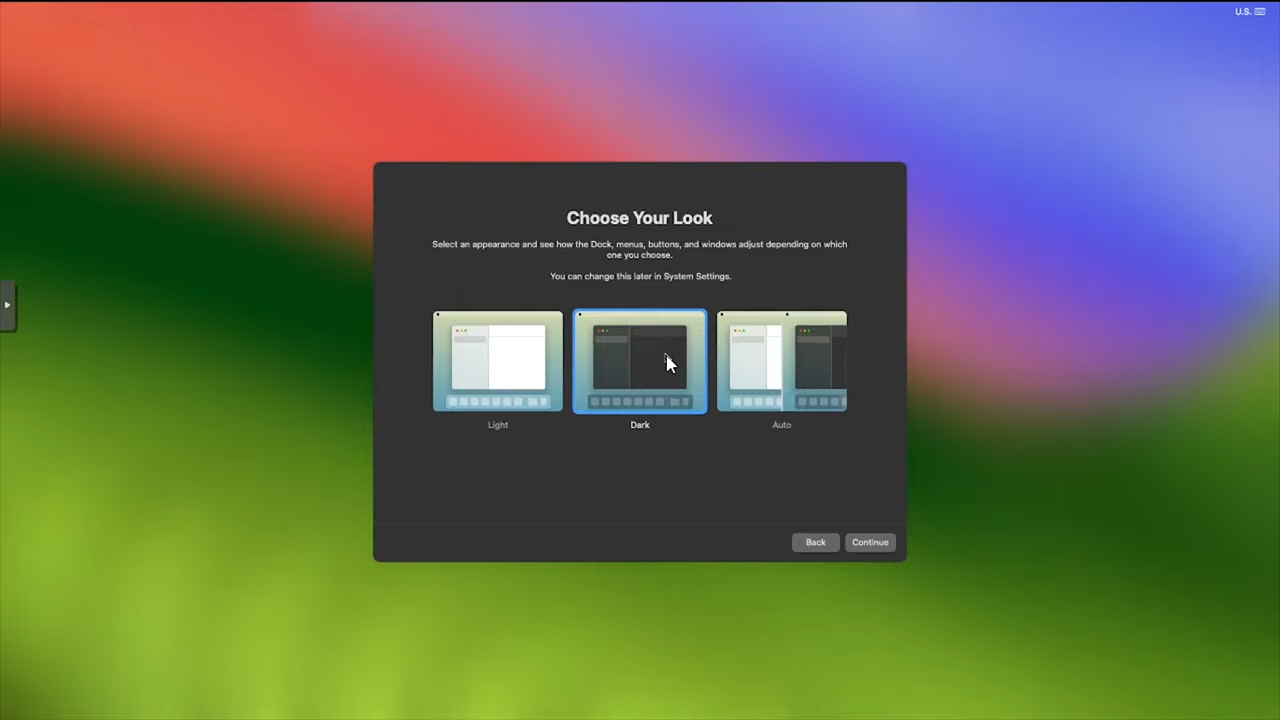 U.S.
Choose Your Look
Select an appearance and see how the Dock, menus, buttons, and windows adjust depending on which
one you choose.
You can change this later in System Settings.
Light
Dark
Auto
Back
Continue